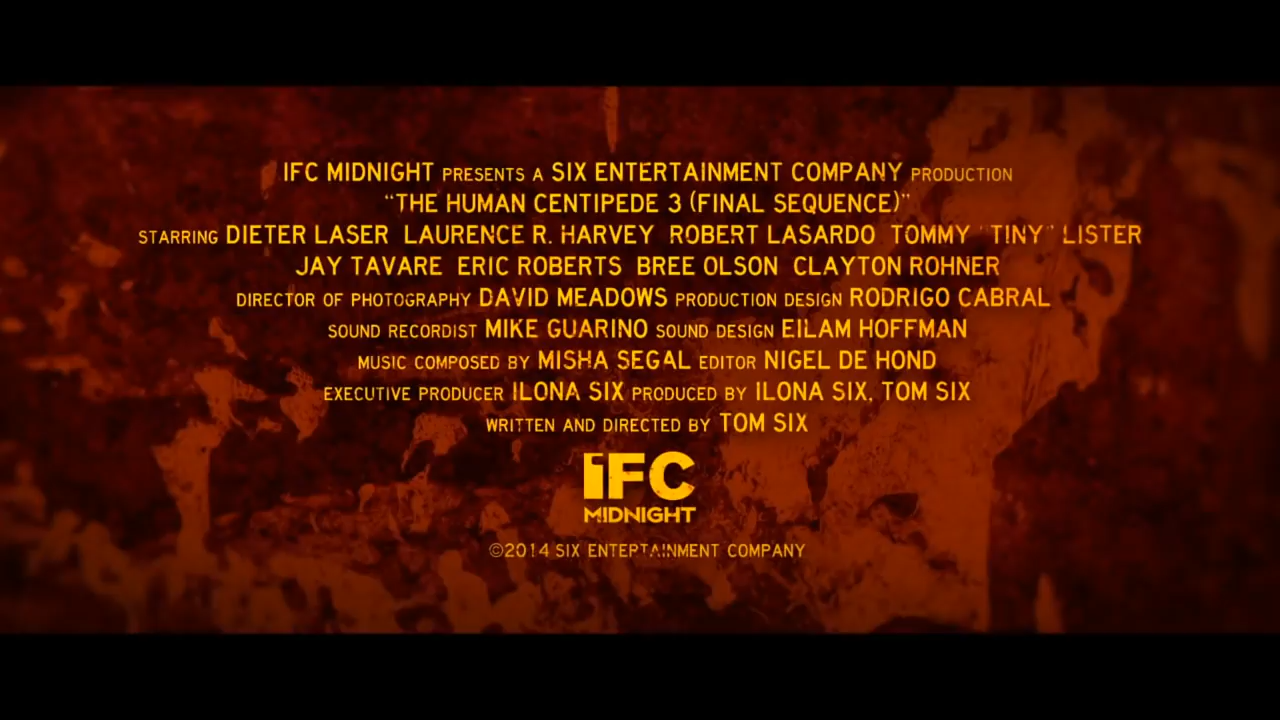 IFC MIDNIGHT PRESENTS A SIX ENTERTAINMENT COMPANY PRODUCTION
"THE HUMAN CENTIPEDE 3 (FINAL SEQUENCE)"
STARRING DIETER LASER LAURENCE R. HARVEY ROBERT LASARDO TOMMY "TINY" LISTER
JAY TAVARE ERIC ROBERTS BREE OLSON CLAYTON ROHNER
DIRECTOR OF PHOTOGRAPHY DAVID MEADOWS PRODUCTION DESIGN RODRIGO CABRAL
SOUND RECORDIST MIKE GUARINO SOUND DESIGN EILAM HOFFMAN
MUSIC COMPOSED BY MISHA SEGAL EDITOR NIGEL DE HOND
EXECUTIVE PRODUCER ILONA SIX PRODUCED BY ILONA SIX, TOM SIX
WRITTEN AND DIRECTED BY TOM SIX
IFC
MIDNIGHT
©2014 SIX ENTERTAINMENT COMPANY